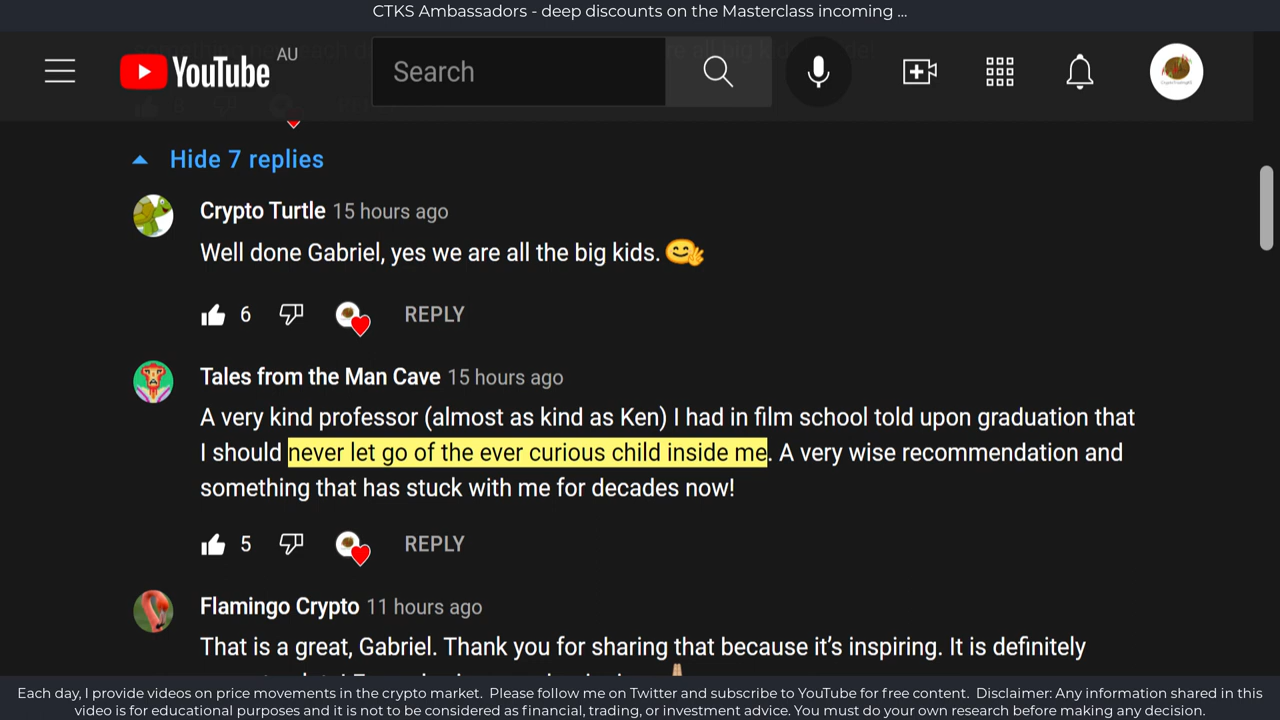 CTKS Ambassadors - deep discounts on the Masterclass incoming ...
YouTube AU
Search
Hide 7 replies
Crypto Turtle 15 hours ago
Well done Gabriel, yes we are all the big kids.
6 REPLY
Tales from the Man Cave 15 hours ago
A very kind professor (almost as kind as Ken) I had in film school told upon graduation that
I should never let go of the ever curious child inside me. A very wise recommendation and
something that has stuck with me for decades now!
5 REPLY
Flamingo Crypto 11 hours ago
That is a great, Gabriel. Thank you for sharing that because it's inspiring. It is definitely
Each day, I provide videos on price movements in the crypto market. Please follow me on Twitter and subscribe to YouTube for free content. Disclaimer: Any information shared in this
video is for educational purposes and it is not to be considered as financial, trading, or investment advice. You must do your own research before making any decision.